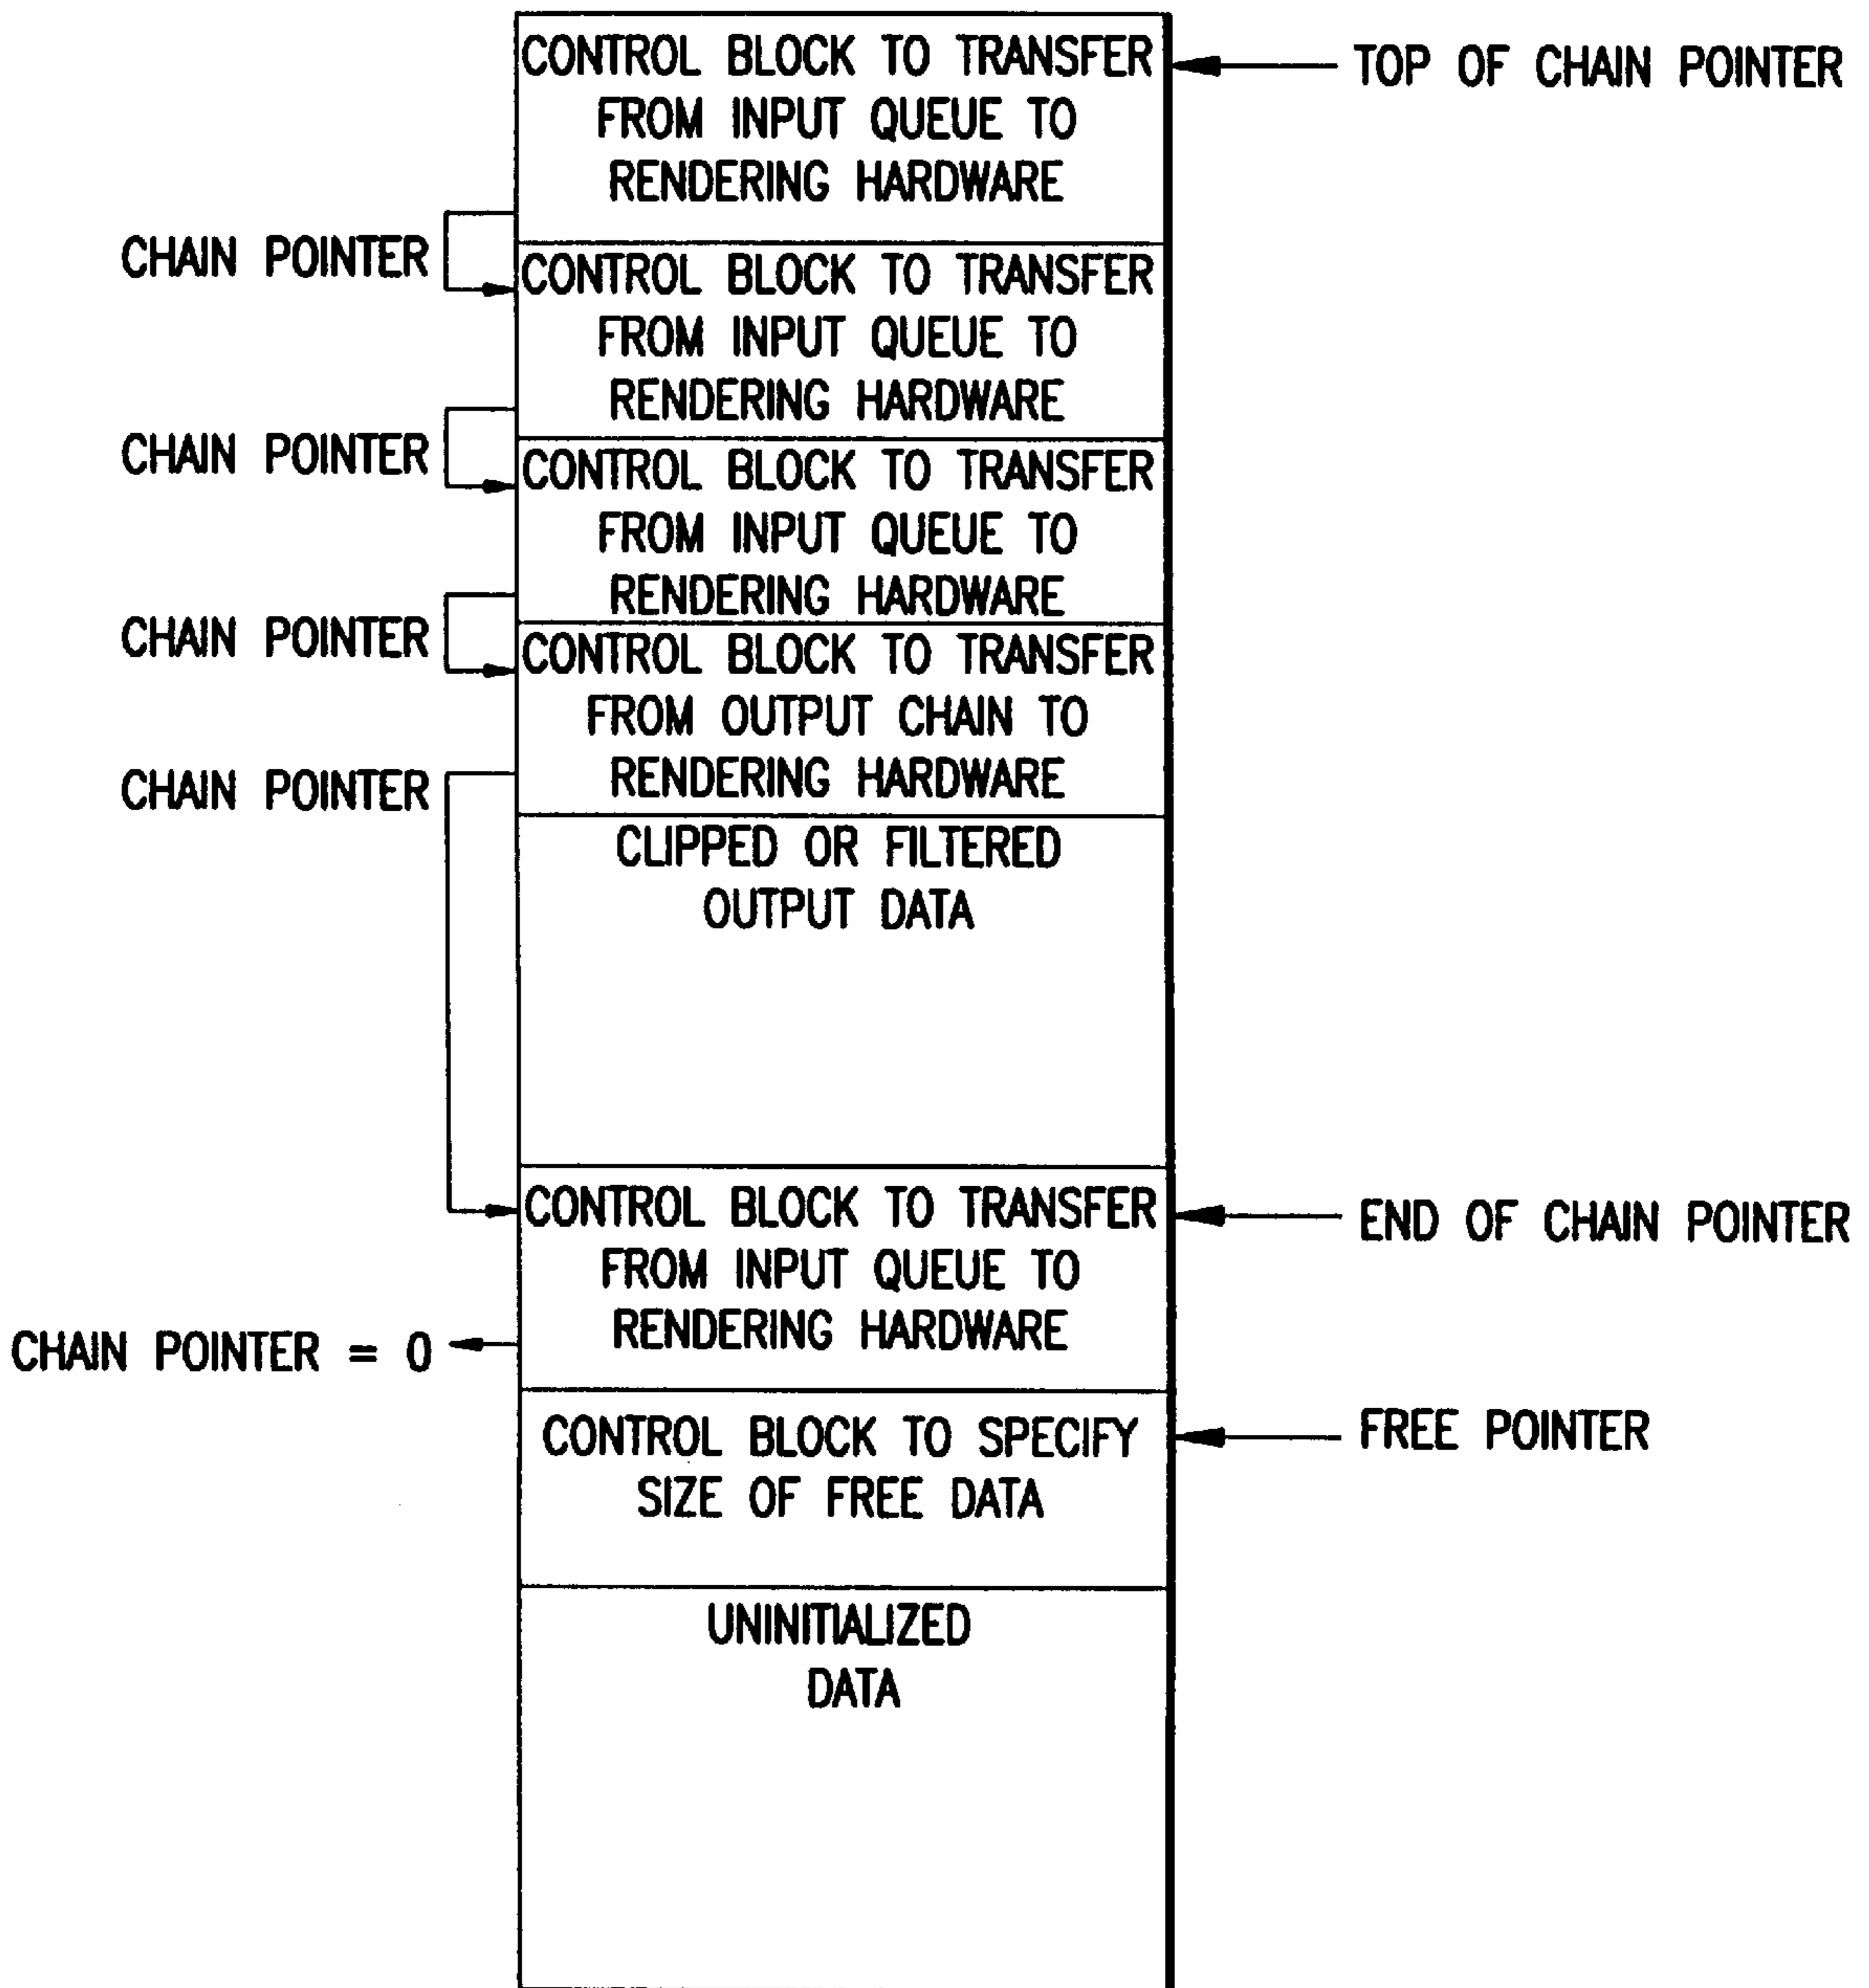 CONTROL BLOCK TO TRANSFER
FROM INPUT QUEUE TO
RENDERING HARDWARE
TOP OF CHAIN POINTER
CHAIN POINTER
CONTROL BLOCK TO TRANSFER
FROM INPUT QUEUE TO
RENDERING HARDWARE
CHAIN POINTER
CONTROL BLOCK TO TRANSFER
FROM INPUT QUEUE TO
RENDERING HARDWARE
CHAIN POINTER
CONTROL BLOCK TO TRANSFER
FROM OUTPUT CHAIN TO
RENDERING HARDWARE
CHAIN POINTER
CLIPPED OR FILTERED
OUTPUT DATA
CONTROL BLOCK TO TRANSFER
FROM INPUT QUEUE TO
RENDERING HARDWARE
END OF CHAIN POINTER
CHAIN POINTER = 0
CONTROL BLOCK TO SPECIFY
SIZE OF FREE DATA
FREE POINTER
UNINITIALIZED
DATA